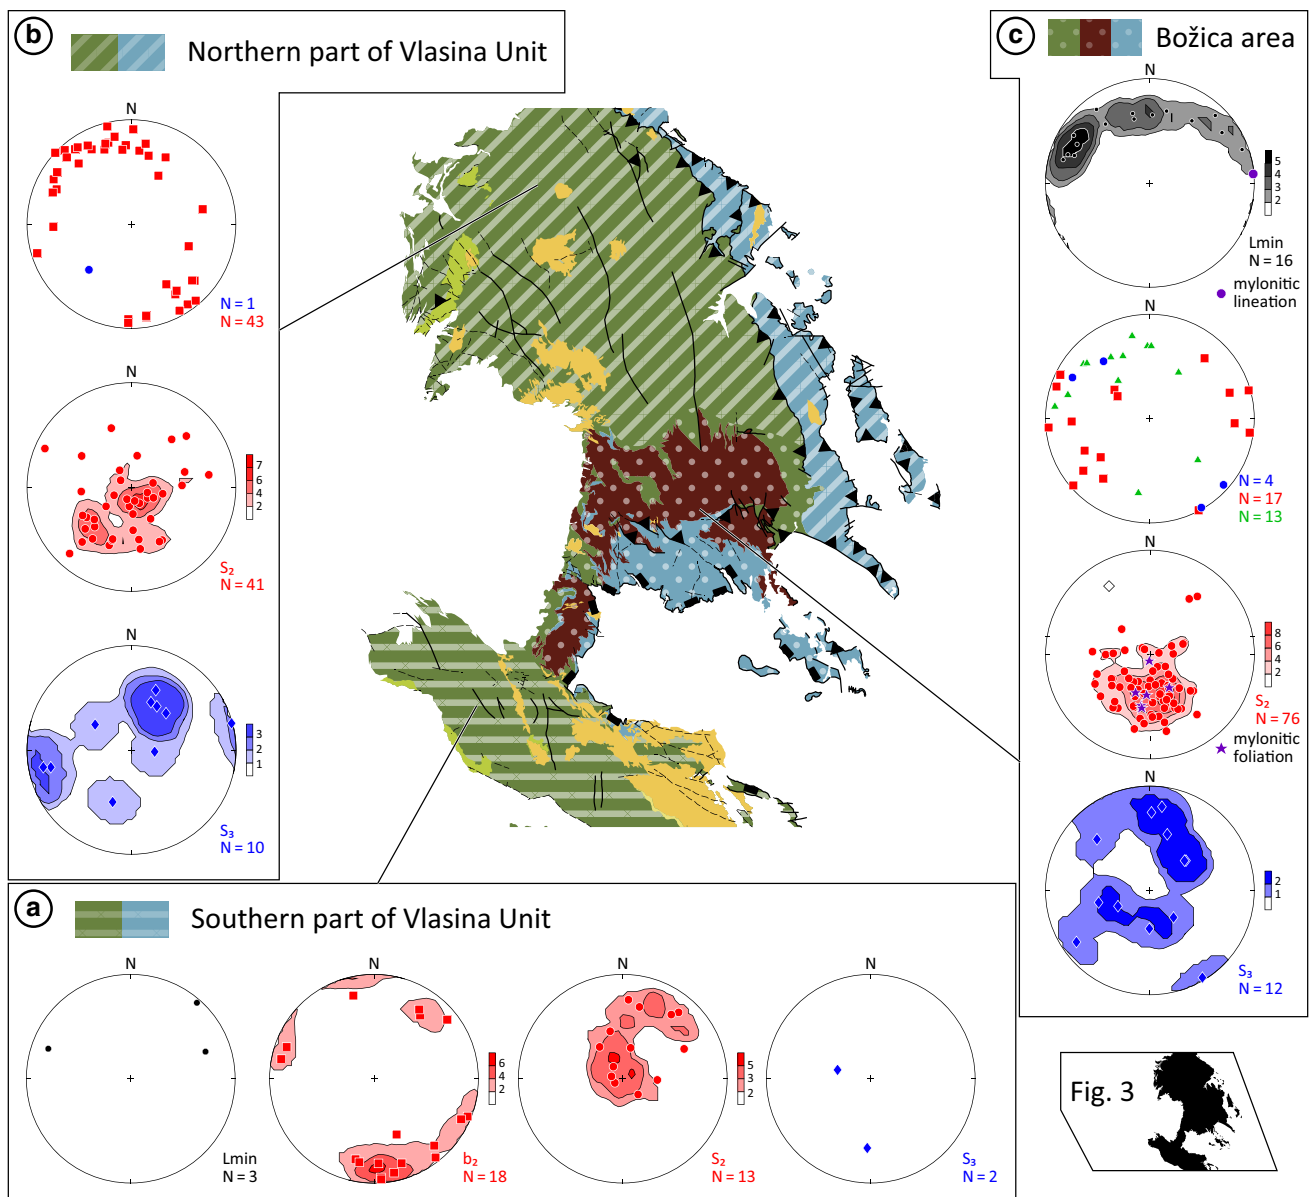 b
Northern part of Vlasina Unit
N
N = 1
N = 43
N
7
6
4
2
S₂
N = 41
N
3
2
1
S₃
N = 10
c
Božica area
N
5
4
3
2
Lmin
N = 16
mylonitic
lineation
N
N = 4
N = 17
N = 13
N
8
6
4
2
S₂
N = 76
mylonitic
foliation
N
2
1
S₃
N = 12
a
Southern part of Vlasina Unit
N
Lmin
N = 3
N
6
4
2
b₂
N = 18
N
5
3
2
S₂
N = 13
N
S₃
N = 2
Fig. 3